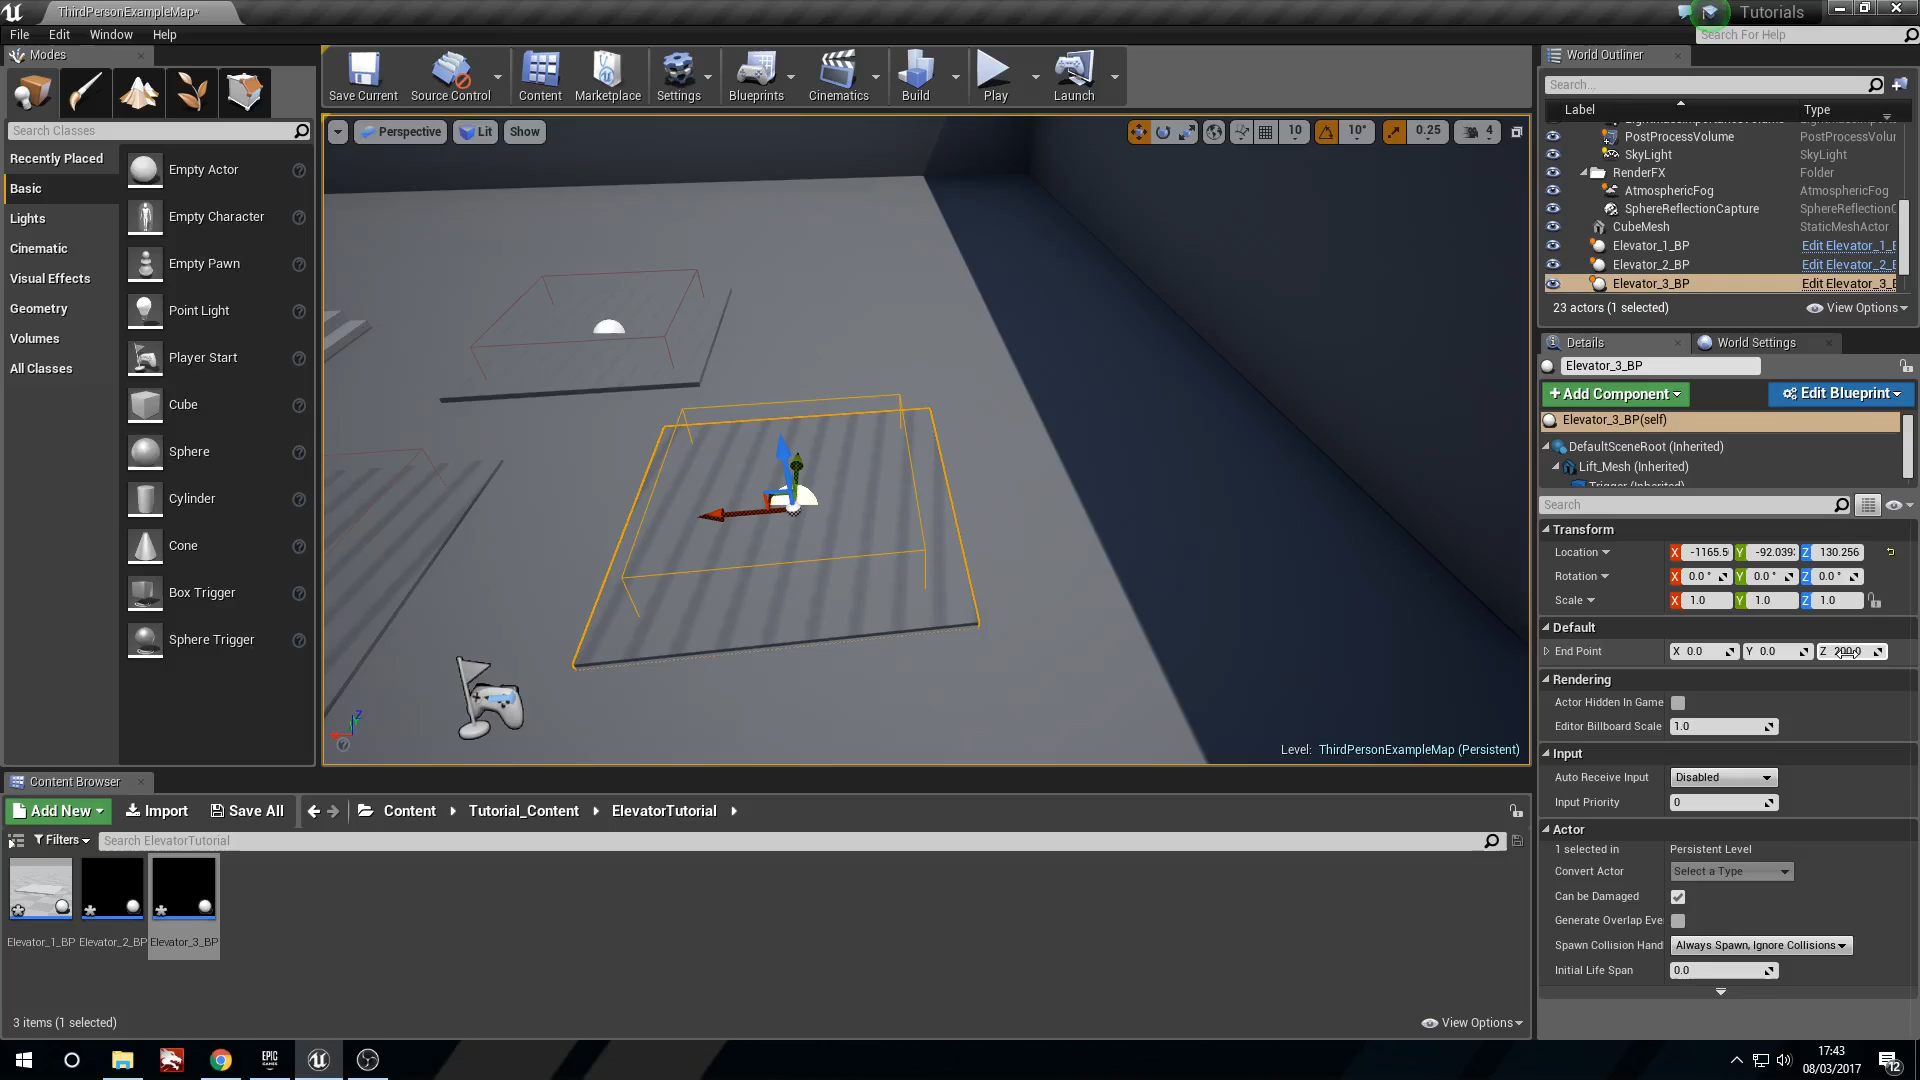 ThirdPersonExampleMap*
Tutorials
File Edit Window Help
Search For Help
Modes
Search Classes
Recently Placed
Basic
Lights
Cinematic
Visual Effects
Geometry
Volumes
All Classes
Empty Actor
Empty Character
Empty Pawn
Point Light
Player Start
Cube
Sphere
Cylinder
Cone
Box Trigger
Sphere Trigger
Save Current
Source Control
Content
Marketplace
Settings
Blueprints
Cinematics
Build
Play
Launch
Perspective Lit Show
10 10° 0.25 4
Level: ThirdPersonExampleMap (Persistent)
World Outliner
Search...
Label Type
PostProcessVolume PostProcessVolur
SkyLight SkyLight
RenderFX Folder
AtmosphericFog AtmosphericFog
SphereReflectionCapture SphereReflectionC
CubeMesh StaticMeshActor
Elevator_1_BP Edit Elevator_1_E
Elevator_2_BP Edit Elevator_2_E
Elevator_3_BP Edit Elevator_3_E
23 actors (1 selected) View Options
Details World Settings
Elevator_3_BP
+Add Component Edit Blueprint
Elevator_3_BP(self)
DefaultSceneRoot (Inherited)
Lift_Mesh (Inherited)
Trigger (Inherited)
Search
Transform
Location X -1165.5 Y -92.039 Z 130.256
Rotation X 0.0 ° Y 0.0 ° Z 0.0 °
Scale X 1.0 Y 1.0 Z 1.0
Default
End Point X 0.0 Y 0.0 Z 200.0
Rendering
Actor Hidden In Game
Editor Billboard Scale 1.0
Input
Auto Receive Input Disabled
Input Priority 0
Actor
1 selected in Persistent Level
Convert Actor Select a Type
Can be Damaged
Generate Overlap Eve
Spawn Collision Hand Always Spawn, Ignore Collisions
Initial Life Span 0.0
Content Browser
Add New Import Save All Content Tutorial_Content ElevatorTutorial
Filters Search ElevatorTutorial
Elevator_1_BP Elevator_2_BP Elevator_3_BP
3 items (1 selected) View Options
EPIC GAMES
17:43
08/03/2017
12